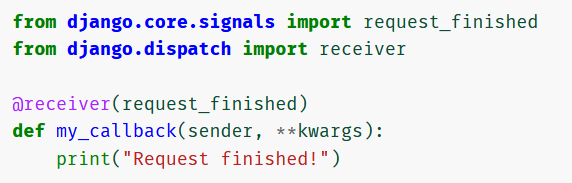 from django.core.signals import request_finished
from django.dispatch import receiver

@receiver(request_finished)
def my_callback(sender, **kwargs):
    print("Request finished!")